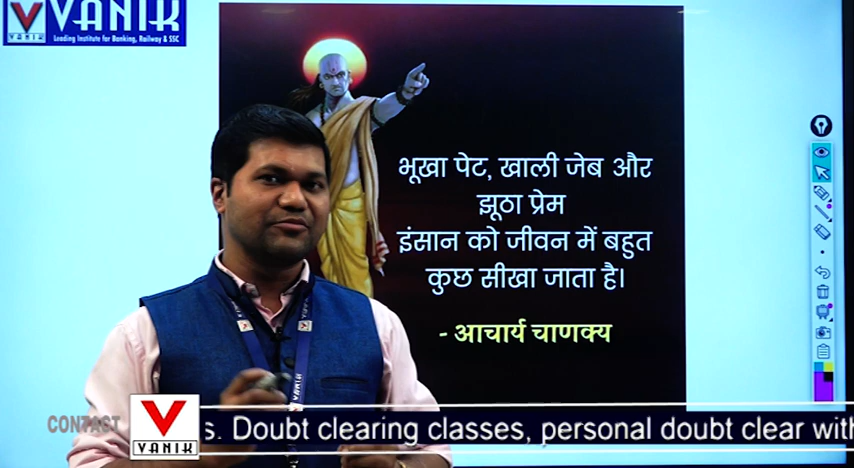 VANIK
VANIK
Leading Institute for Banking, Railway & SSC
भूखा पेट, खाली जेब और
झूठा प्रेम
इंसान को जीवन में बहुत
कुछ सीखा जाता है।
- आचार्य चाणक्य
CONTACT
VANIK
s. Doubt clearing classes, personal doubt clear with